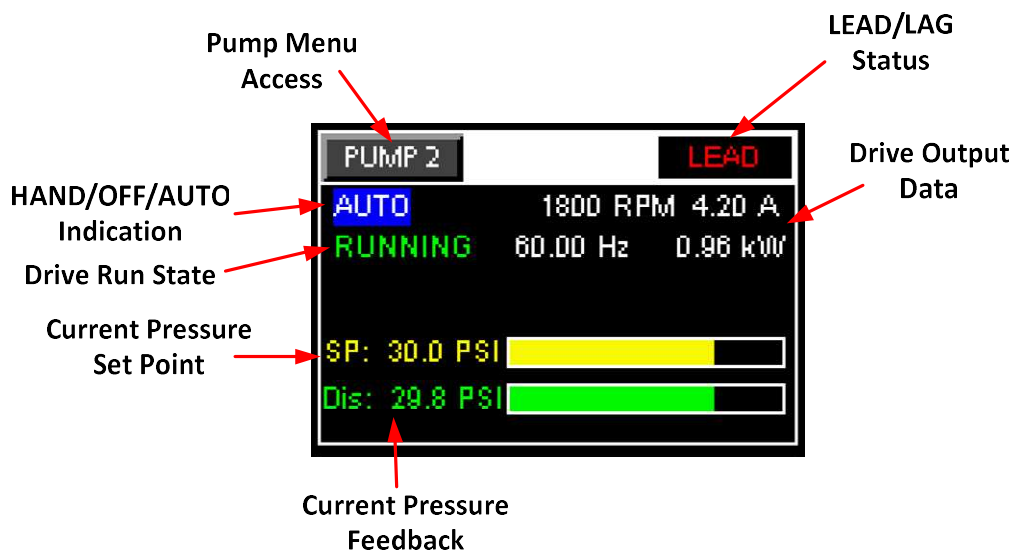 Pump Menu
Access
LEAD/LAG
Status
PUMP 2
LEAD
Drive Output
Data
HAND/OFF/AUTO
Indication
AUTO
1800 RPM 4.20 A
Drive Run State
RUNNING
60.00 Hz 0.96 kW
Current Pressure
Set Point
SP: 30.0 PSI
Dis: 29.8 PSI
Current Pressure
Feedback